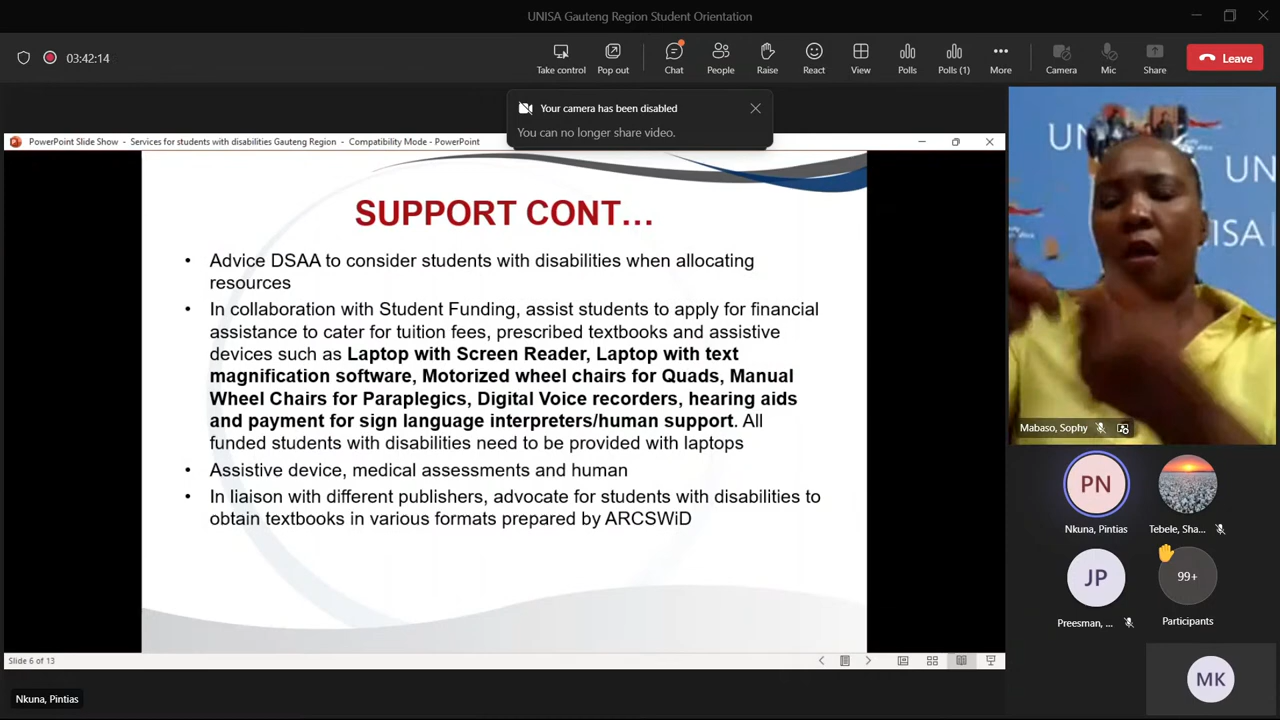 UNISA Gauteng Region Student Orientation
03:42:14
Take control
Pop out
Chat
People
Raise
React
View
Polls
Polls (1)
More
Camera
Mic
Share
Leave
Your camera has been disabled
You can no longer share video.
PowerPoint Slide Show - Services for students with disabilities Gauteng Region - Compatibility Mode - PowerPoint
SUPPORT CONT…
• Advice DSAA to consider students with disabilities when allocating
resources
• In collaboration with Student Funding, assist students to apply for financial
assistance to cater for tuition fees, prescribed textbooks and assistive
devices such as Laptop with Screen Reader, Laptop with text
magnification software, Motorized wheel chairs for Quads, Manual
Wheel Chairs for Paraplegics, Digital Voice recorders, hearing aids
and payment for sign language interpreters/human support. All
funded students with disabilities need to be provided with laptops
• Assistive device, medical assessments and human
• In liaison with different publishers, advocate for students with disabilities to
obtain textbooks in various formats prepared by ARCSWiD
Slide 6 of 13
Nkuna, Pintias
UN
UN
ISA
Mabaso, Sophy
PN
Nkuna, Pintias
Tebele, Sha...
JP
Preesman, ...
99+
Participants
MK